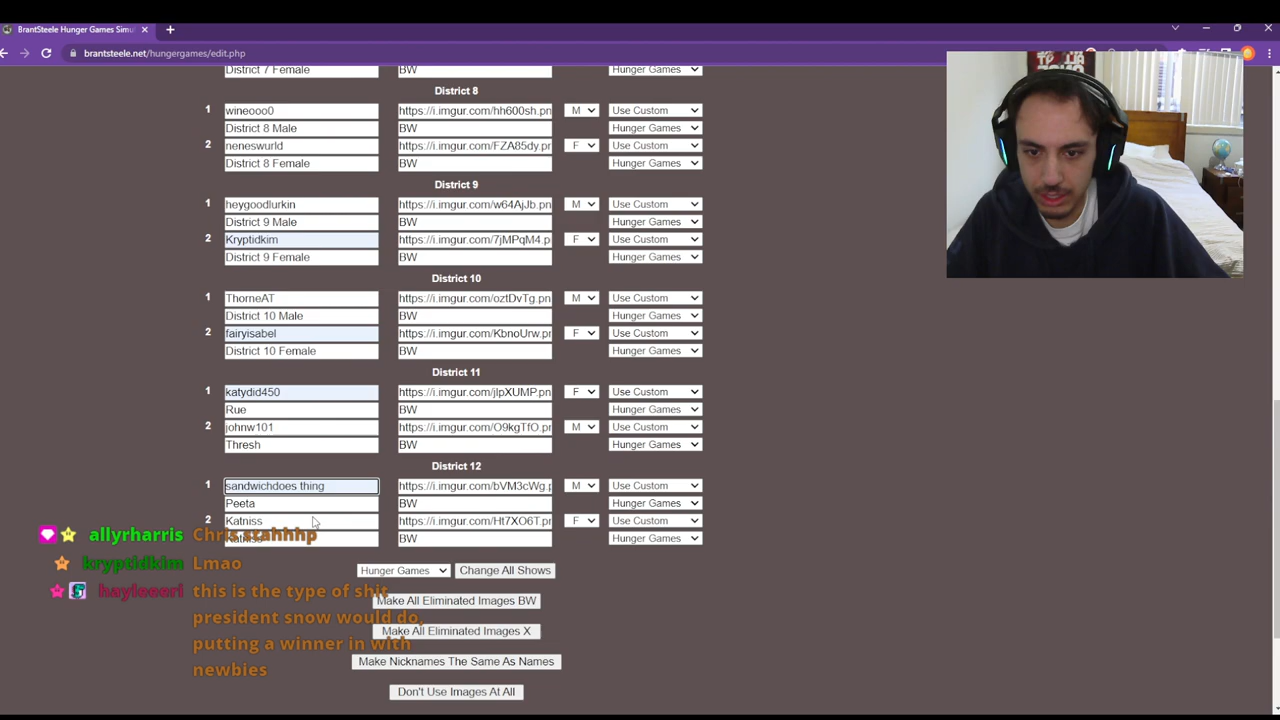 BrantSteele Hunger Games Simu
brantsteele.net/hungergames/edit.php
District 7 Female BW Hunger Games
District 8
1 wineooo0 https://i.imgur.com/hh600sh.pn M Use Custom
District 8 Male BW Hunger Games
2 neneswurld https://i.imgur.com/FZA85dy.pr F Use Custom
District 8 Female BW Hunger Games
District 9
1 heygoodlurkin https://i.imgur.com/w64AjJb.pn M Use Custom
District 9 Male BW Hunger Games
2 Kryptidkim https://i.imgur.com/7jMPqM4.p F Use Custom
District 9 Female BW Hunger Games
District 10
1 ThorneAT https://i.imgur.com/oztDvTg.pn M Use Custom
District 10 Male BW Hunger Games
2 fairyisabel https://i.imgur.com/KbnoUrw.pr F Use Custom
District 10 Female BW Hunger Games
District 11
1 katydid450 https://i.imgur.com/jlpXUMP.pn F Use Custom
Rue BW Hunger Games
2 johnw101 https://i.imgur.com/O9kgTfO.pn M Use Custom
Thresh BW Hunger Games
District 12
1 sandwichdoes thing https://i.imgur.com/bVM3cWg.p M Use Custom
Peeta BW Hunger Games
2 Katniss https://i.imgur.com/Ht7XO6T.pr F Use Custom
Katniss BW Hunger Games
allyrharris Chris stahhhp
kryptidkim Lmao
hayleeeri this is the type of shit
president snow would do,
putting a winner in with
newbies
Hunger Games Change All Shows
Make All Eliminated Images BW
Make All Eliminated Images X
Make Nicknames The Same As Names
Don't Use Images At All